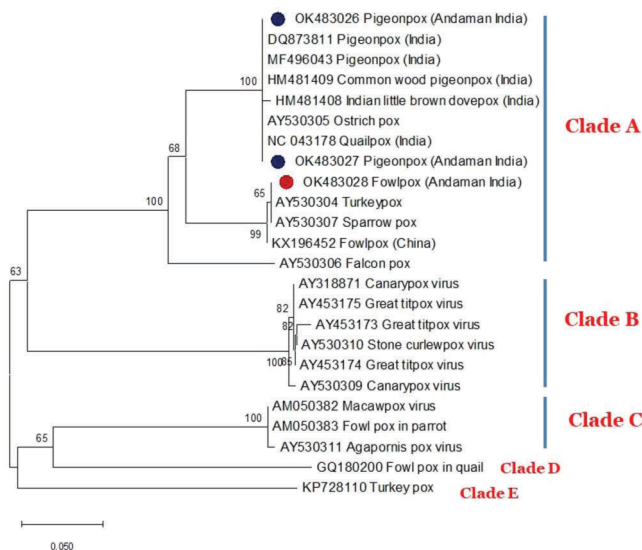 OK483026 Pigeonpox (Andaman India)
DQ873811 Pigeonpox (India)
MF496043 Pigeonpox (India)
100 HM481409 Common wood pigeonpox (India)
HM481408 Indian little brown dovepox (India)
AY530305 Ostrich pox
Clade A
NC 043178 Quailpox (India)
68
OK483027 Pigeonpox (Andaman India)
OK483028 Fowlpox (Andaman India)
65
AY530304 Turkeypox
100
AY530307 Sparrow pox
99
KX196452 Fowlpox (China)
AY530306 Falcon pox
63
AY318871 Canarypox virus
AY453175 Great titpox virus
82
82 AY453173 Great titpox virus
Clade B
AY530310 Stone curlewpox virus
100 85 AY453174 Great titpox virus
AY530309 Canarypox virus
AM050382 Macawpox virus
100
AM050383 Fowl pox in parrot
Clade C
65
AY530311 Agapornis pox virus
GQ180200 Fowl pox in quail Clade D
KP728110 Turkey pox Clade E
0.050